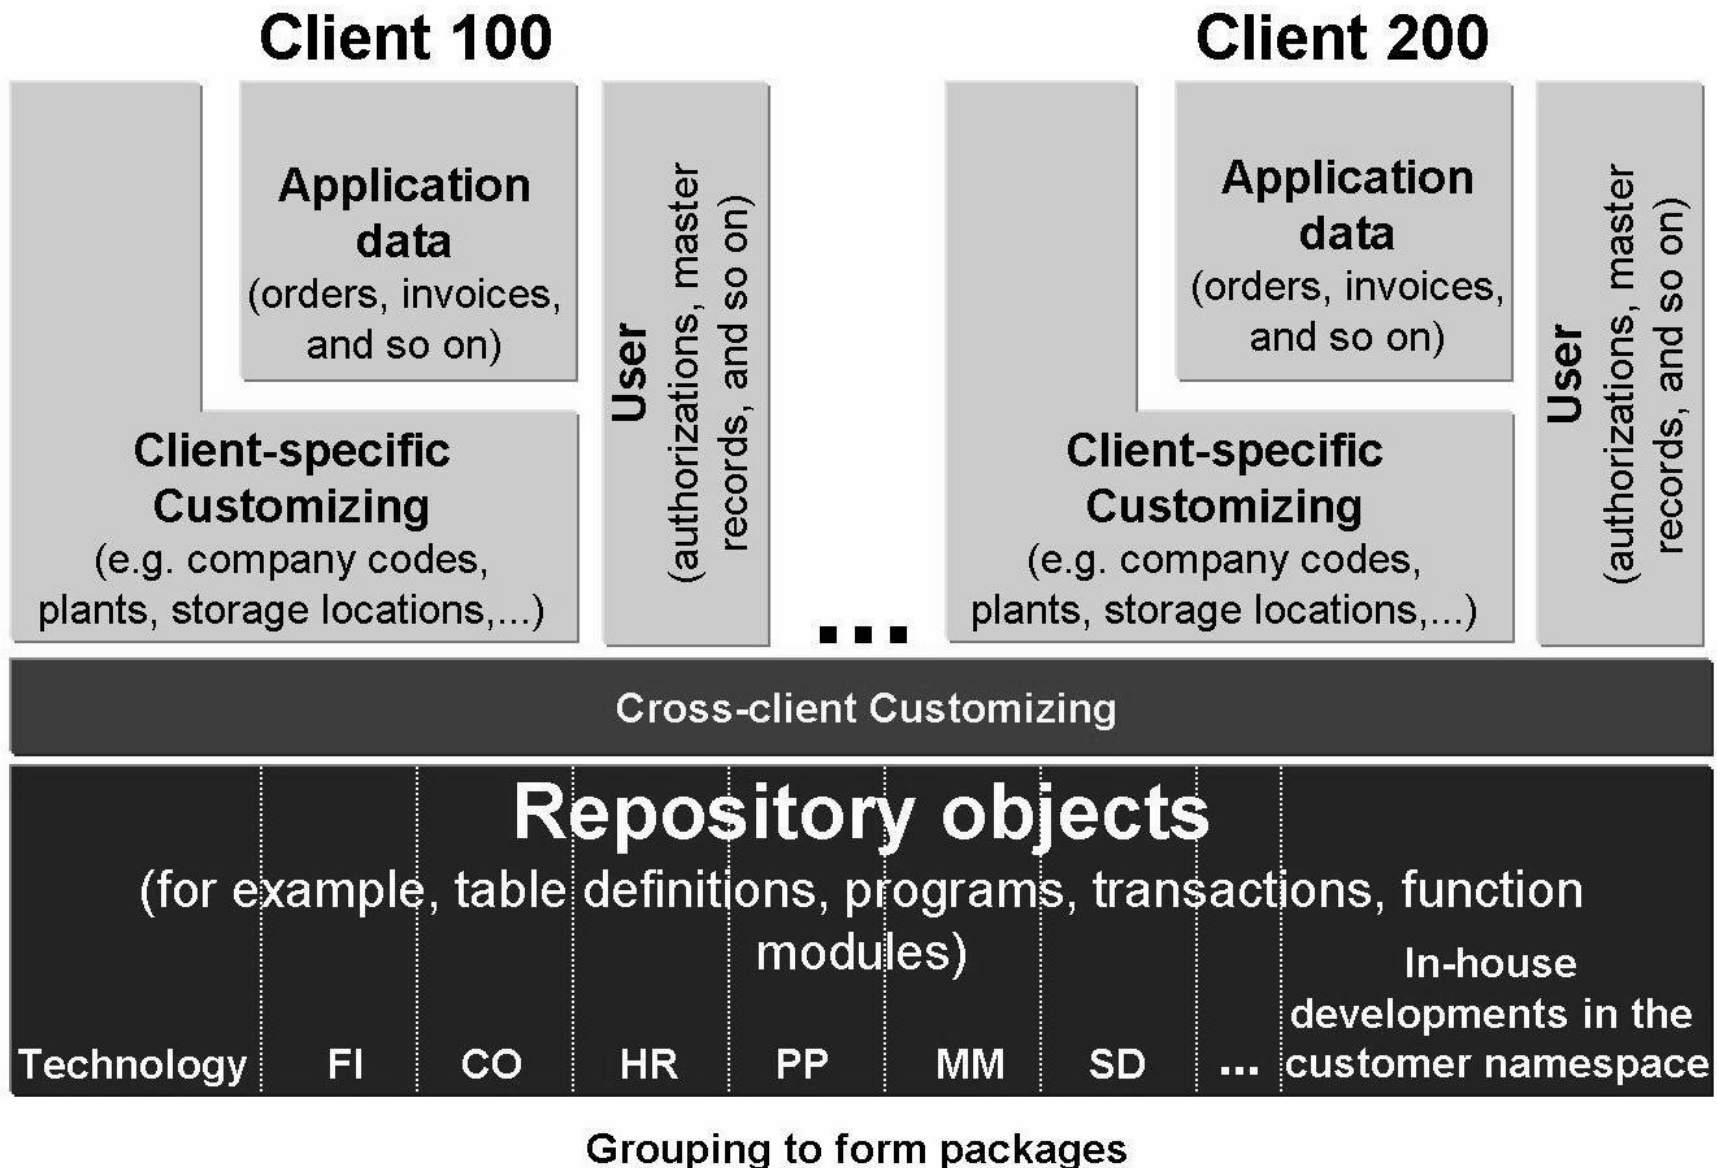 Client 100
Application
data
(orders, invoices,
and so on)
User
(authorizations, master
records, and so on)
Client-specific
Customizing
(e.g. company codes,
plants, storage locations,...)
...
Client 200
Application
data
(orders, invoices,
and so on)
User
(authorizations, master
records, and so on)
Client-specific
Customizing
(e.g. company codes,
plants, storage locations,...)
Cross-client Customizing
Repository objects
(for example, table definitions, programs, transactions, function
modules)
Technology
FI
CO
HR
PP
MM
SD
...
In-house
developments in the
customer namespace
Grouping to form packages